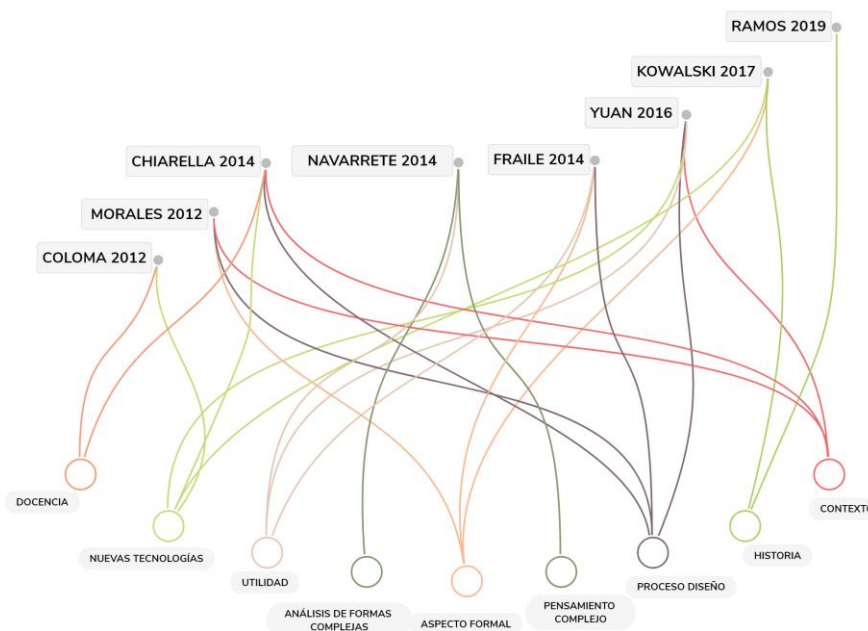 RAMOS 2019
KOWALSKI 2017
YUAN 2016
CHIARELLA 2014
NAVARRETE 2014
FRAILE 2014
MORALES 2012
COLOMA 2012
DOCENCIA
CONTEXTO
NUEVAS TECNOLOGÍAS
HISTORIA
UTILIDAD
PROCESO DISEÑO
ANÁLISIS DE FORMAS
COMPLEJAS
ASPECTO FORMAL
PENSAMIENTO
COMPLEJO